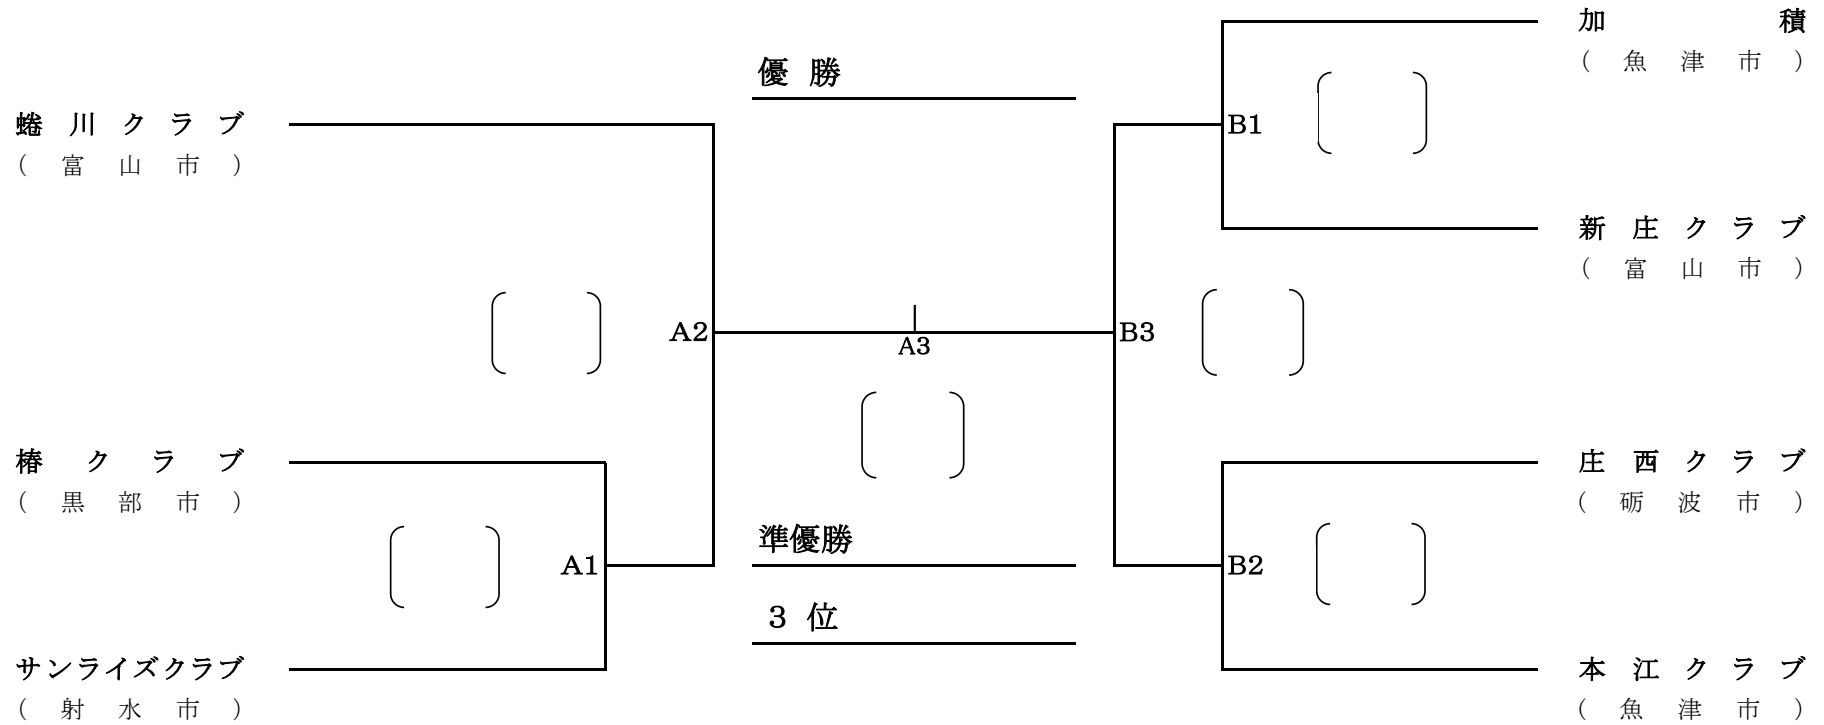 優勝
蜷川クラブ
(富山市)
A2
椿クラブ
(黒部市)
A1
サンライズクラブ
(射水市)
A3
準優勝
3位
加積
(魚津市)
B1
新庄クラブ
(富山市)
B3
庄西クラブ
(砺波市)
B2
本江クラブ
(魚津市)